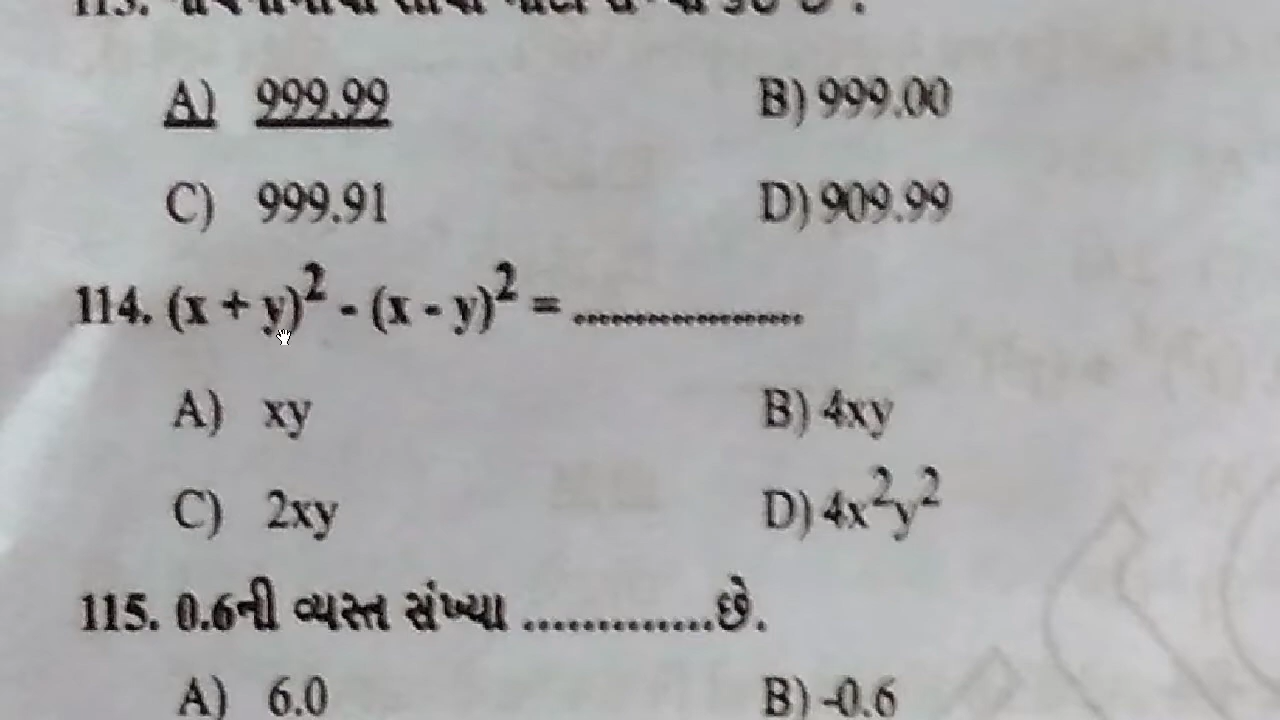 113.
A) 999.99 B) 999.00
C) 999.91 D) 909.99
114. (x + y)² - (x - y)² = ...................
A) xy B) 4xy
C) 2xy D) 4x²y²
115. 0.6ની વ્યસ્ત સંખ્યા .............છે.
A) 6.0 B) -0.6